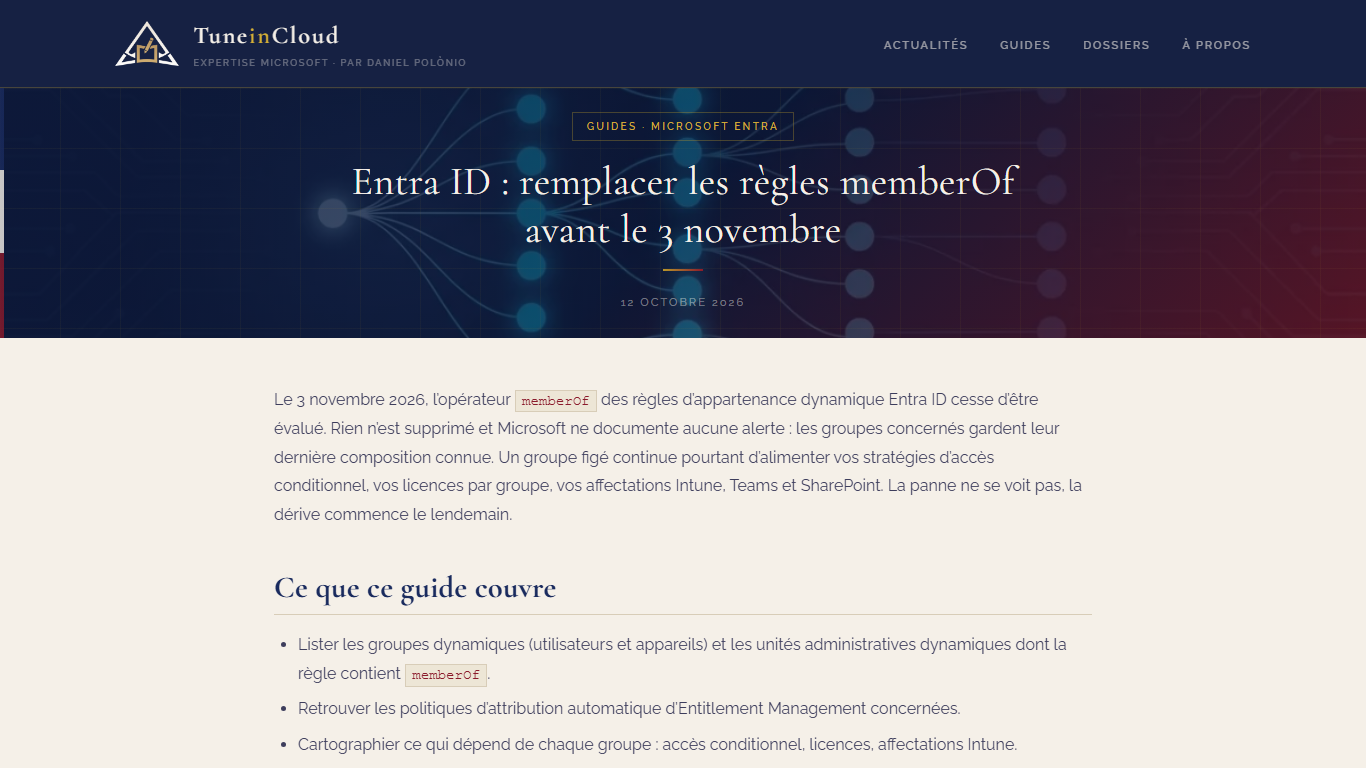 TuneinCloud
EXPERTISE MICROSOFT · PAR DANIEL POLÓNIO
ACTUALITÉS
GUIDES
DOSSIERS
À PROPOS
GUIDES · MICROSOFT ENTRA
Entra ID : remplacer les règles memberOf
avant le 3 novembre
12 OCTOBRE 2026
Le 3 novembre 2026, l’opérateur memberOf des règles d’appartenance dynamique Entra ID cesse d’être
évalué. Rien n’est supprimé et Microsoft ne documente aucune alerte : les groupes concernés gardent leur
dernière composition connue. Un groupe figé continue pourtant d’alimenter vos stratégies d’accès
conditionnel, vos licences par groupe, vos affectations Intune, Teams et SharePoint. La panne ne se voit pas, la
dérive commence le lendemain.
Ce que ce guide couvre
• Lister les groupes dynamiques (utilisateurs et appareils) et les unités administratives dynamiques dont la
règle contient memberOf.
• Retrouver les politiques d’attribution automatique d’Entitlement Management concernées.
• Cartographier ce qui dépend de chaque groupe : accès conditionnel, licences, affectations Intune.